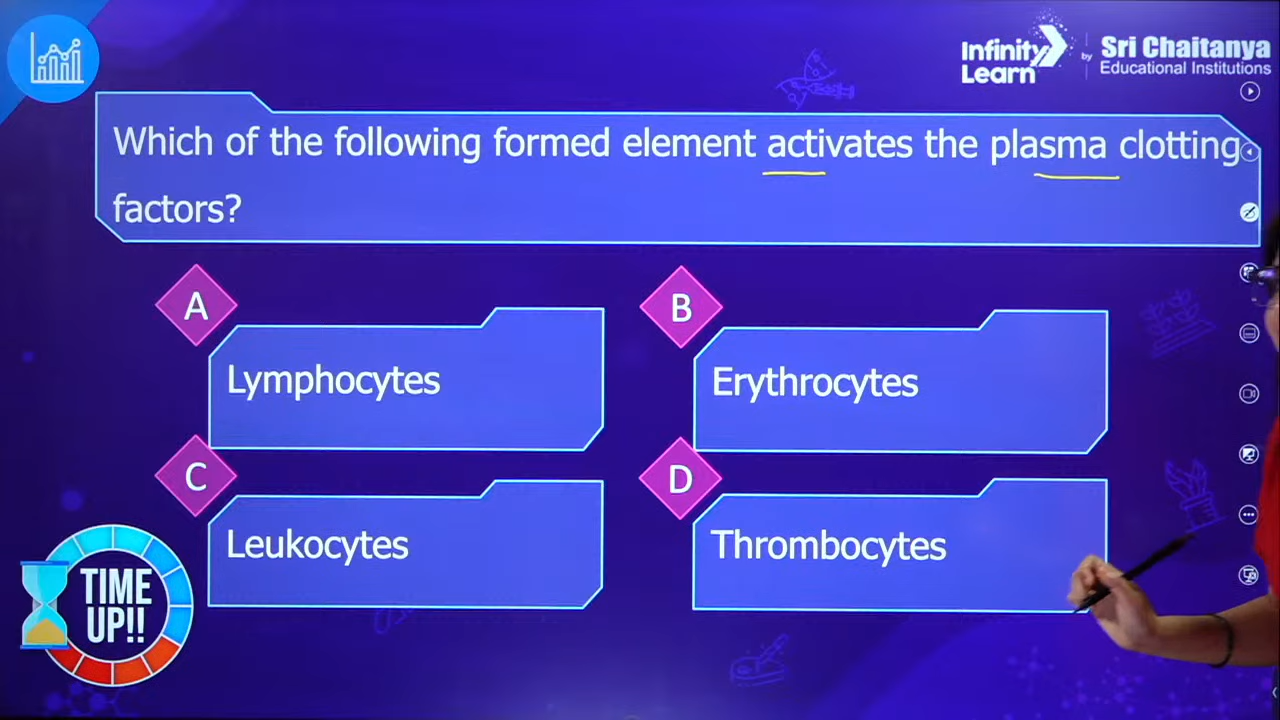 Infinity
Learn
by
Sri Chaitanya
Educational Institutions
Which of the following formed element activates the plasma clotting
factors?
A
Lymphocytes
B
Erythrocytes
C
Leukocytes
D
Thrombocytes
TIME
UP!!